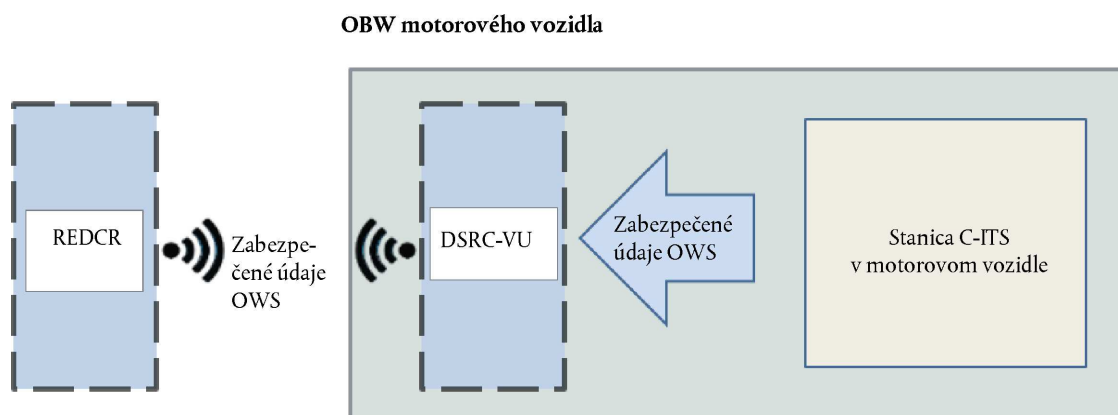 OBW motorového vozidla
REDCR
Zabezpe-
čené údaje
OWS
DSRC-VU
Zabezpečené
údaje OWS
Stanica C-ITS
v motorovom vozidle